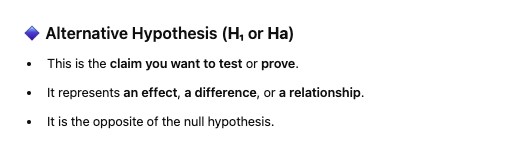 🔷 Alternative Hypothesis (H₁ or Ha)
• This is the claim you want to test or prove.
• It represents an effect, a difference, or a relationship.
• It is the opposite of the null hypothesis.